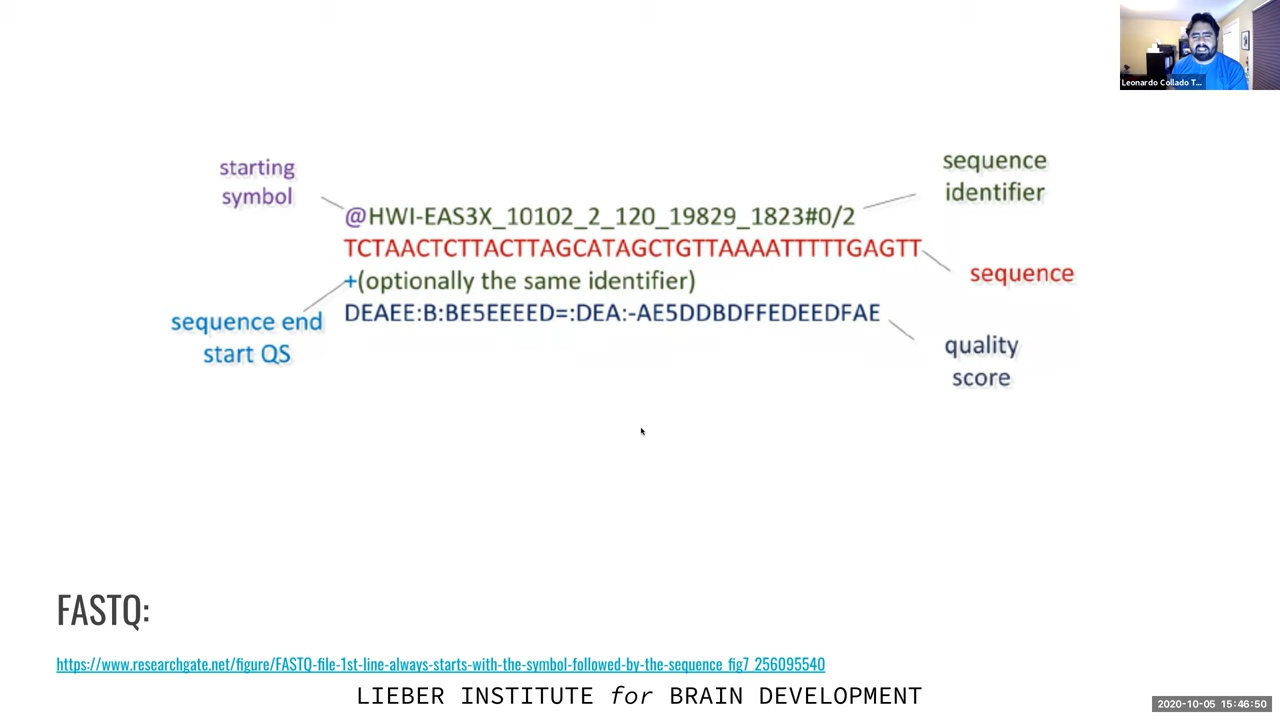 Leonardo Collado T...
starting
symbol
sequence
identifier
@HWI-EAS3X_10102_2_120_19829_1823#0/2
TCTAACTCTTACTTAGCATAGCTGTTAAAATTTTTGAGTT
sequence
+(optionally the same identifier)
DEAEE:B:BE5EEEED=:DEA:-AE5DDBDFFEDEEDFAE
sequence end
start QS
quality
score
FASTQ:
https://www.researchgate.net/figure/FASTQ-file-1st-line-always-starts-with-the-symbol-followed-by-the-sequence_fig7_256095540
LIEBER INSTITUTE for BRAIN DEVELOPMENT
2020-10-05 15:46:50